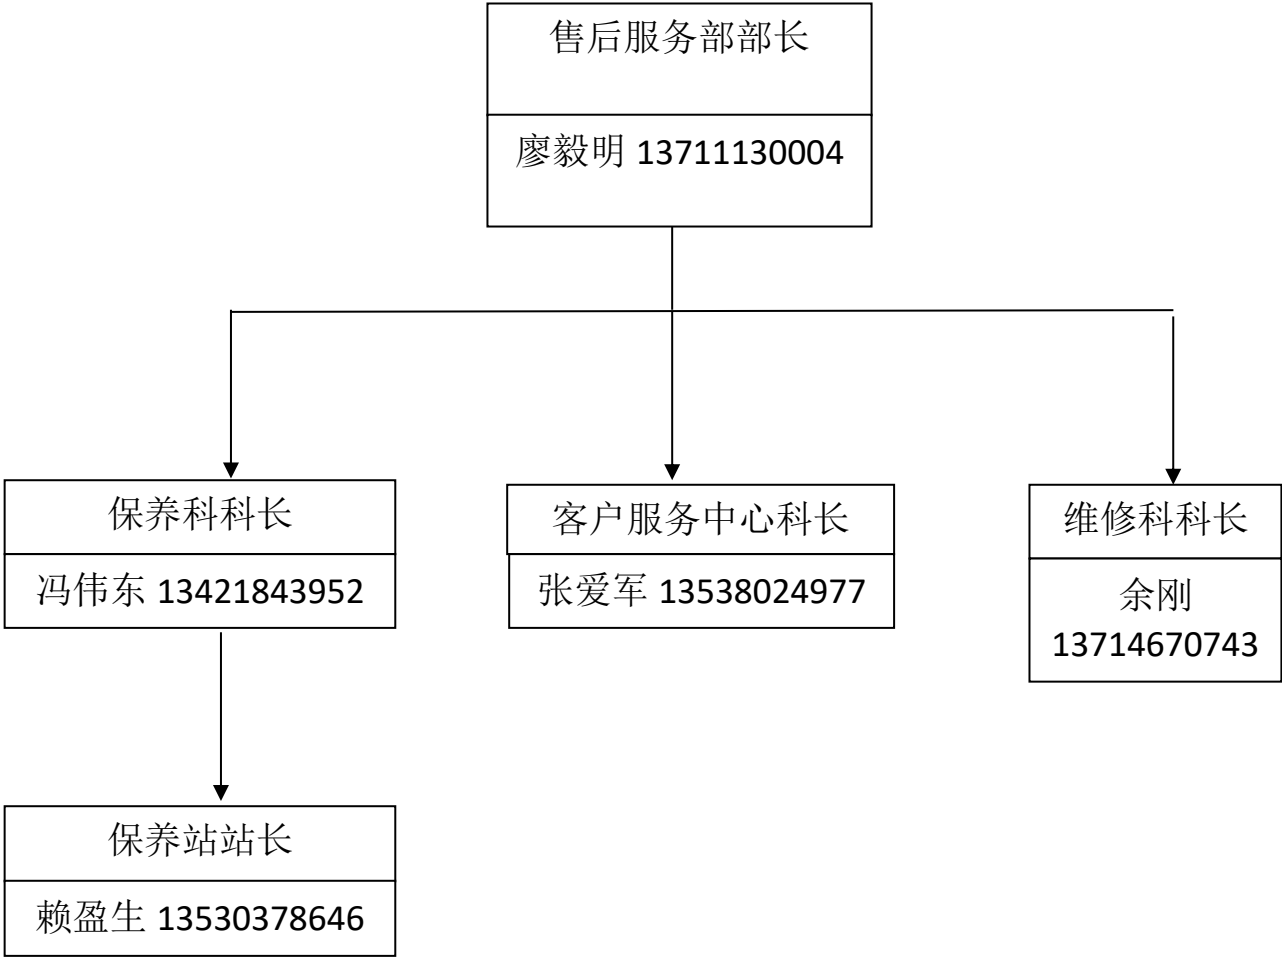 售后服务部部长
廖毅明 13711130004
保养科科长
冯伟东 13421843952
客户服务中心科长
张爱军 13538024977
维修科科长
余刚
13714670743
保养站站长
赖盈生 13530378646